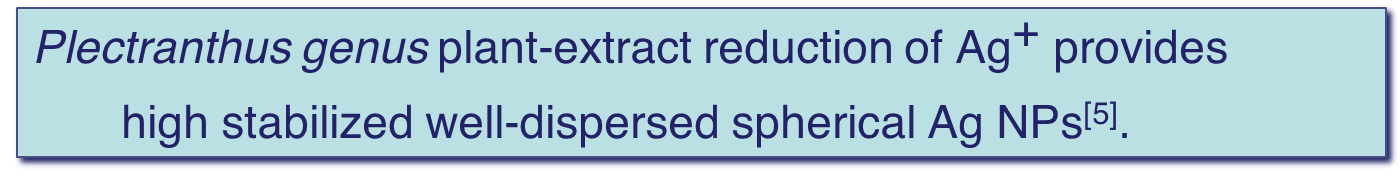 Plectranthus genus plant-extract reduction of Ag⁺ provides
high stabilized well-dispersed spherical Ag NPs[5].